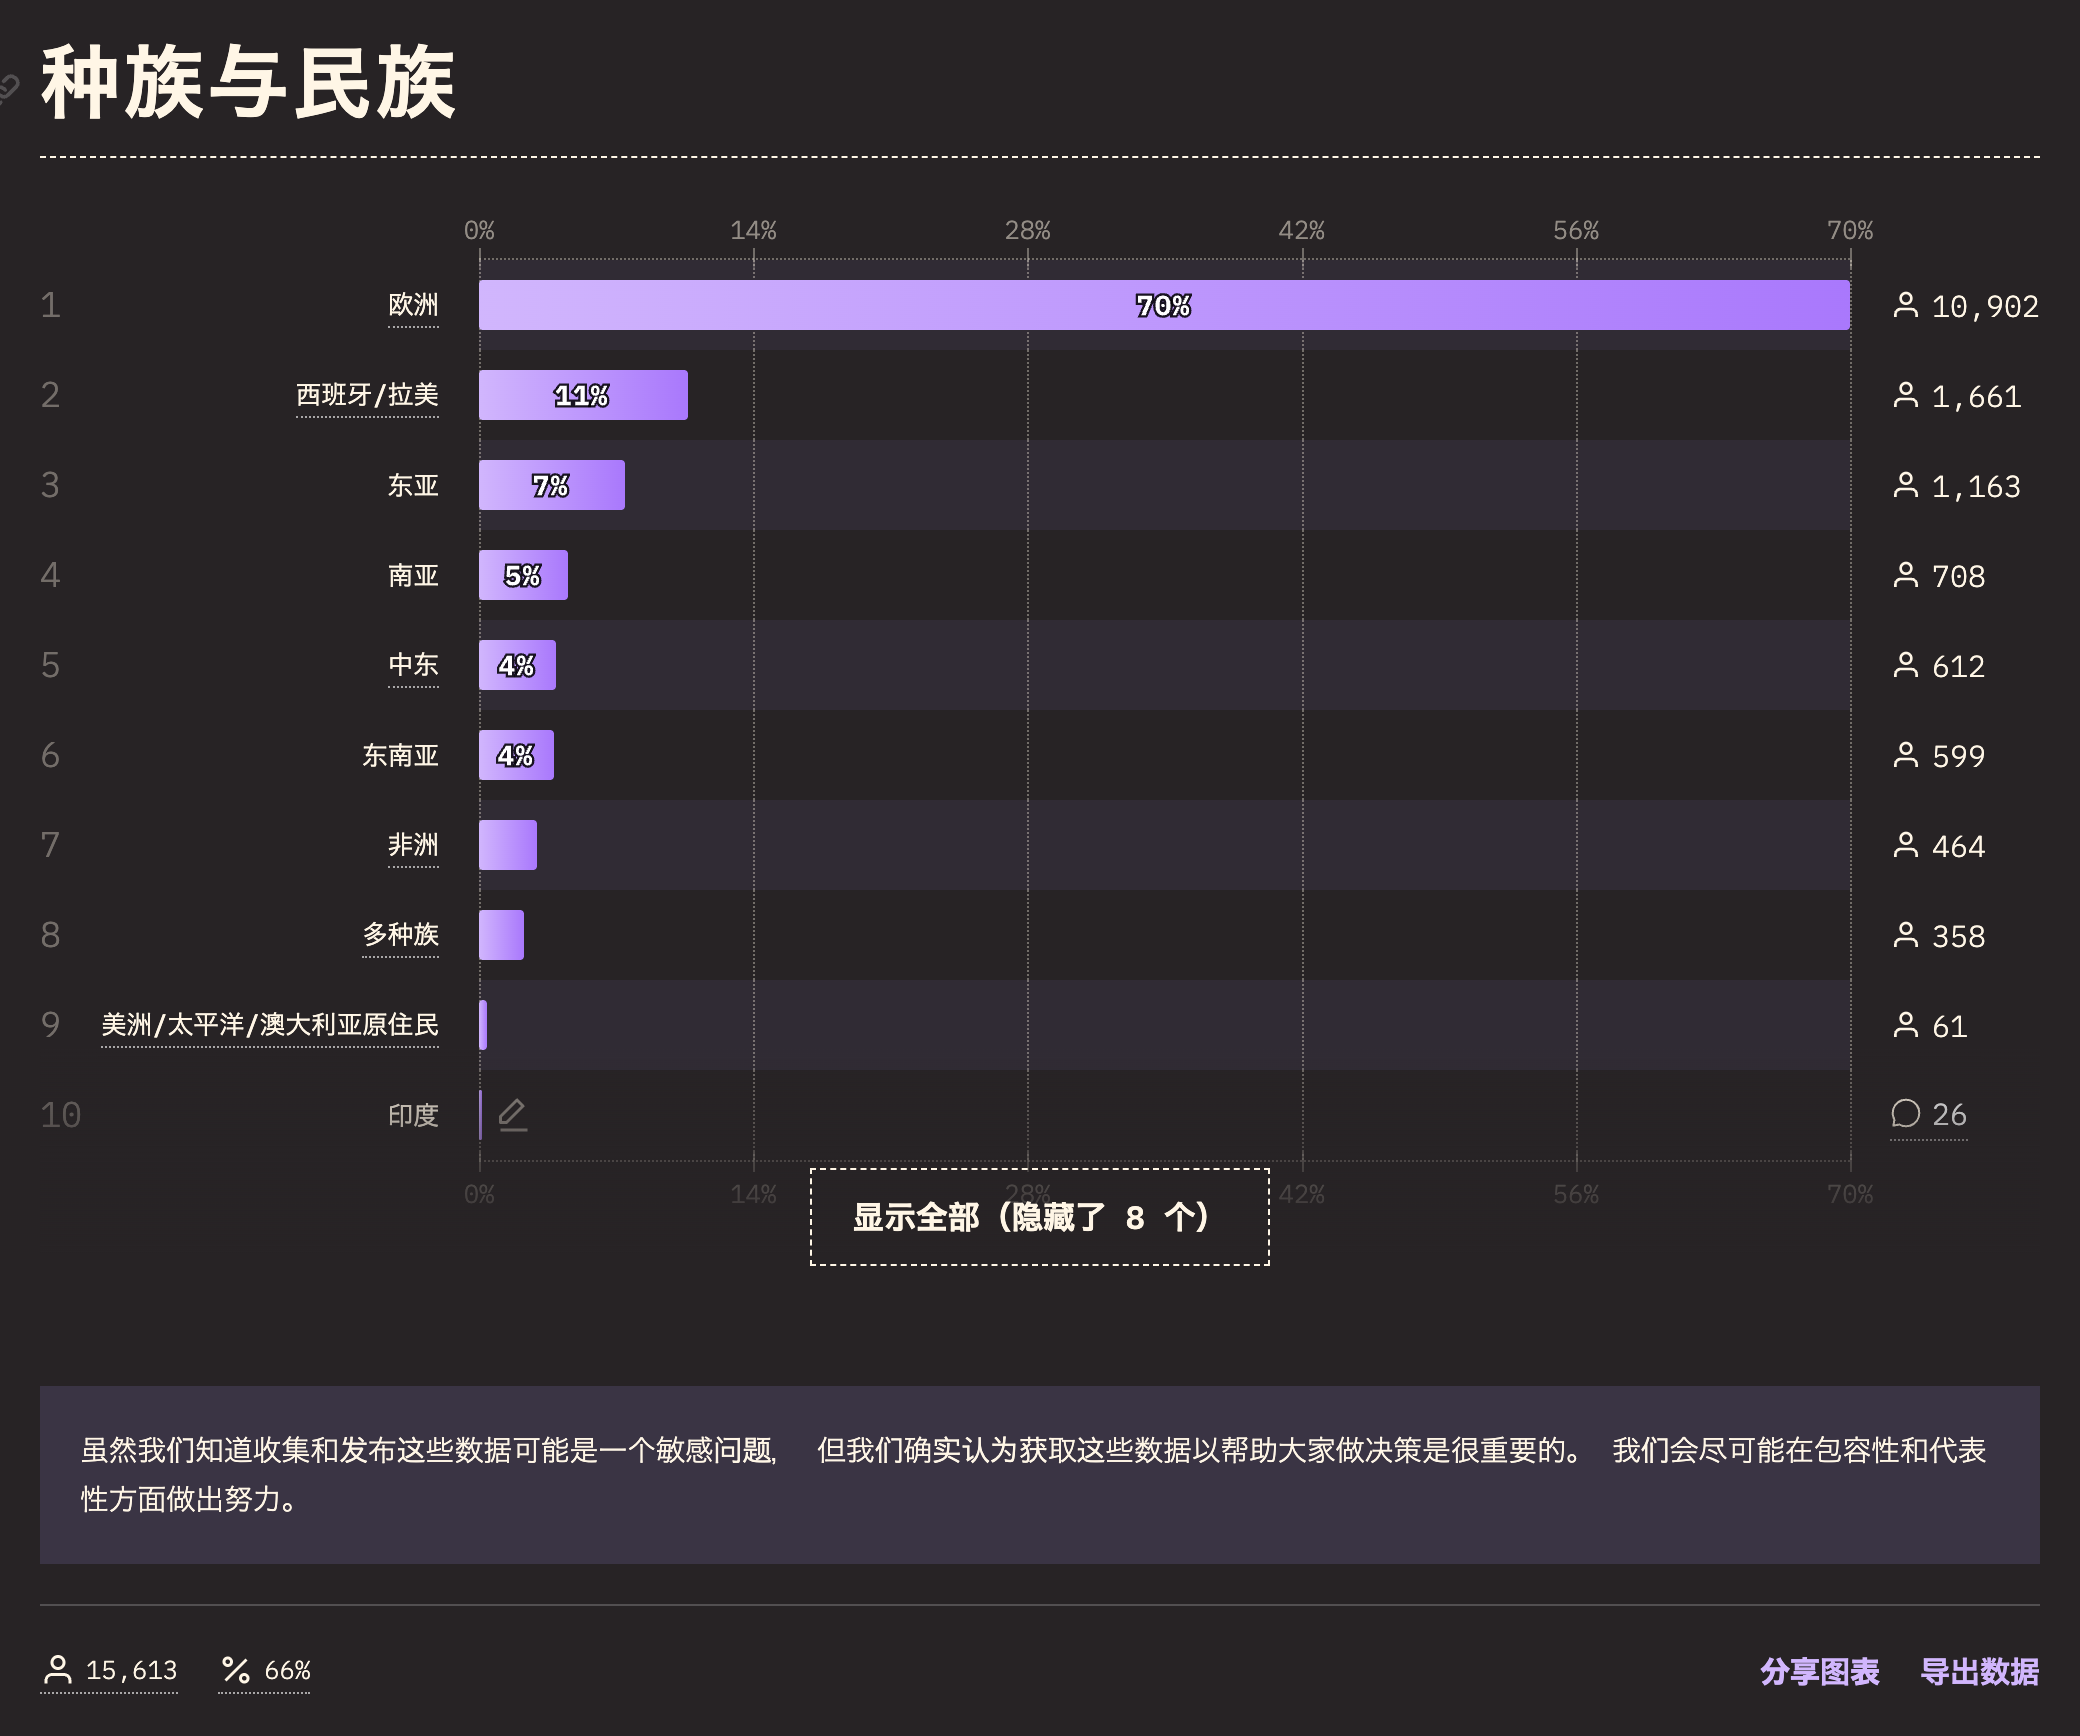 种族与民族
0% 14% 28% 42% 56% 70%
1 欧洲 70% 10,902
2 西班牙/拉美 11% 1,661
3 东亚 7% 1,163
4 南亚 5% 708
5 中东 4% 612
6 东南亚 4% 599
7 非洲 464
8 多种族 358
9 美洲/太平洋/澳大利亚原住民 61
10 印度 26
0% 14% 28% 42% 56% 70%
显示全部（隐藏了 8 个）
虽然我们知道收集和发布这些数据可能是一个敏感问题， 但我们确实认为获取这些数据以帮助大家做决策是很重要的。 我们会尽可能在包容性和代表
性方面做出努力。
15,613 66% 分享图表 导出数据